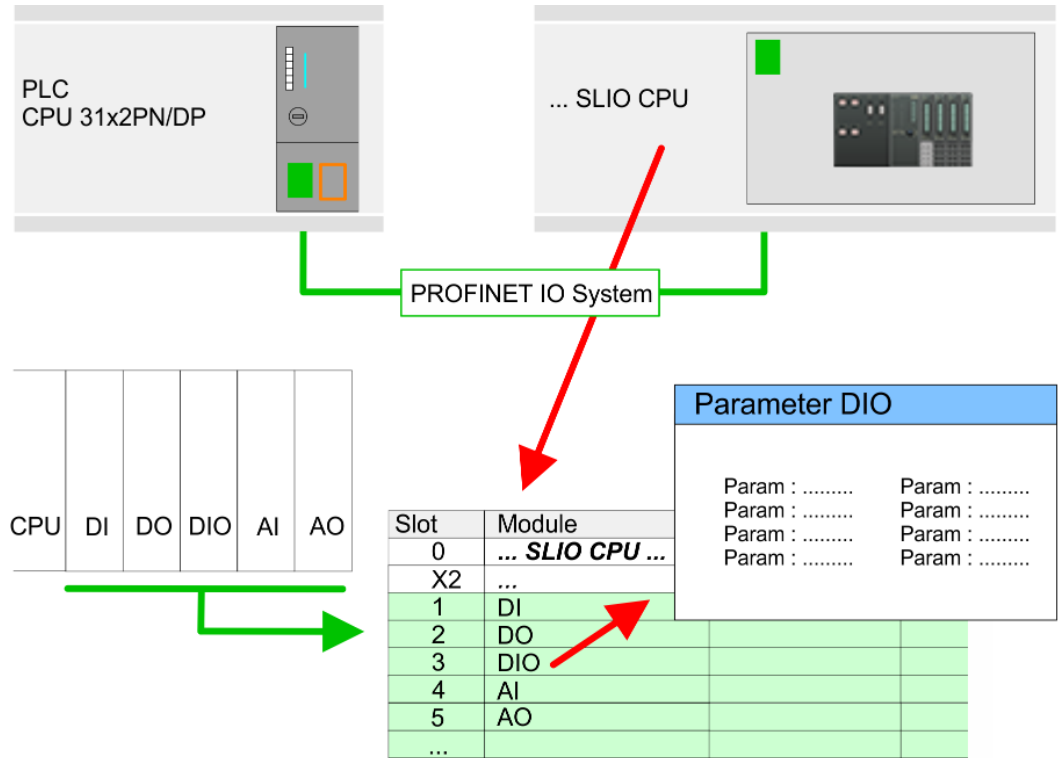 PLC
CPU 31x2PN/DP
... SLIO CPU
PROFINET IO System
CPU DI DO DIO AI AO
Parameter DIO
Param : ......... Param : .........
Param : ......... Param : .........
Param : ......... Param : .........
Param : ......... Param : .........
Slot Module
0 ... SLIO CPU ...
X2 ...
1 DI
2 DO
3 DIO
4 AI
5 AO
...